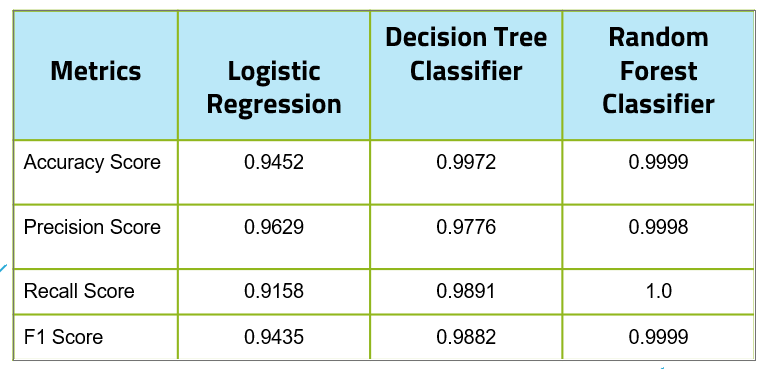 Metrics Logistic Regression Decision Tree Classifier Random Forest Classifier
Accuracy Score 0.9452 0.9972 0.9999
Precision Score 0.9629 0.9776 0.9998
Recall Score 0.9158 0.9891 1.0
F1 Score 0.9435 0.9882 0.9999